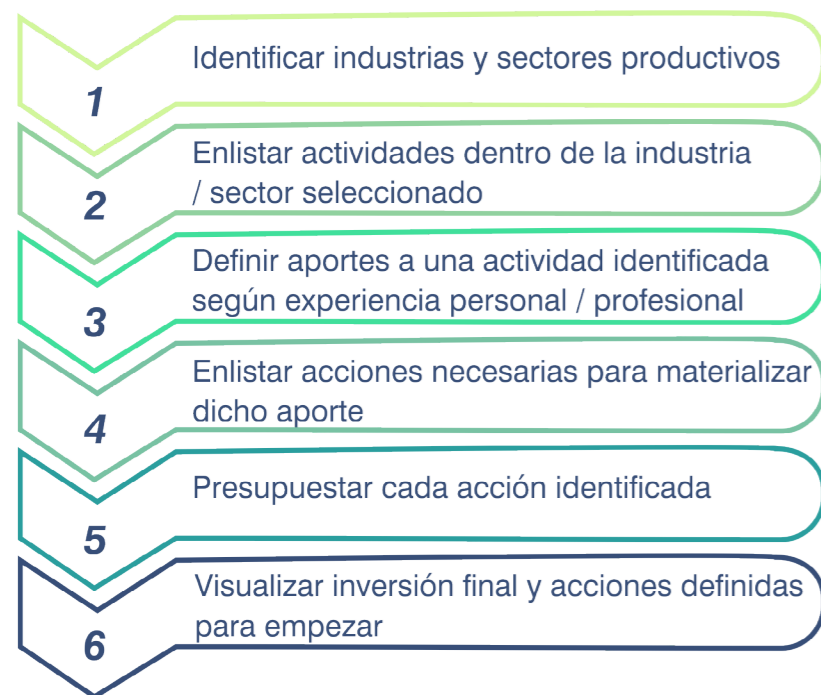 1
Identificar industrias y sectores productivos
2
Enlistar actividades dentro de la industria
/ sector seleccionado
3
Definir aportes a una actividad identificada
según experiencia personal / profesional
4
Enlistar acciones necesarias para materializar
dicho aporte
5
Presupuestar cada acción identificada
6
Visualizar inversión final y acciones definidas
para empezar